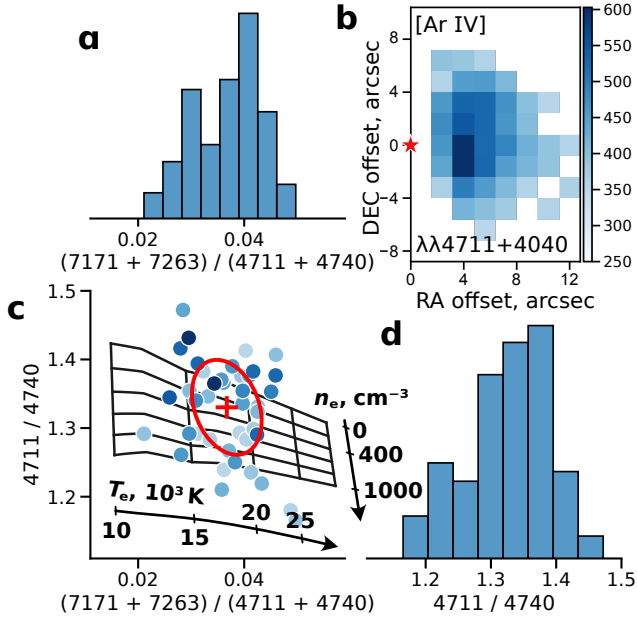 a
0.02 0.04
(7171 + 7263) / (4711 + 4740)
b
[Ar IV]
8
4
0
−4
−8
DEC offset, arcsec
λλ4711+4040
0 4 8 12
RA offset, arcsec
600
550
500
450
400
350
300
250
c
1.5
1.4
1.3
1.2
4711 / 4740
Tₑ, 10³ K
10 15 20 25
nₑ, cm⁻³
0
400
1000
0.02 0.04
(7171 + 7263) / (4711 + 4740)
d
1.2 1.3 1.4 1.5
4711 / 4740